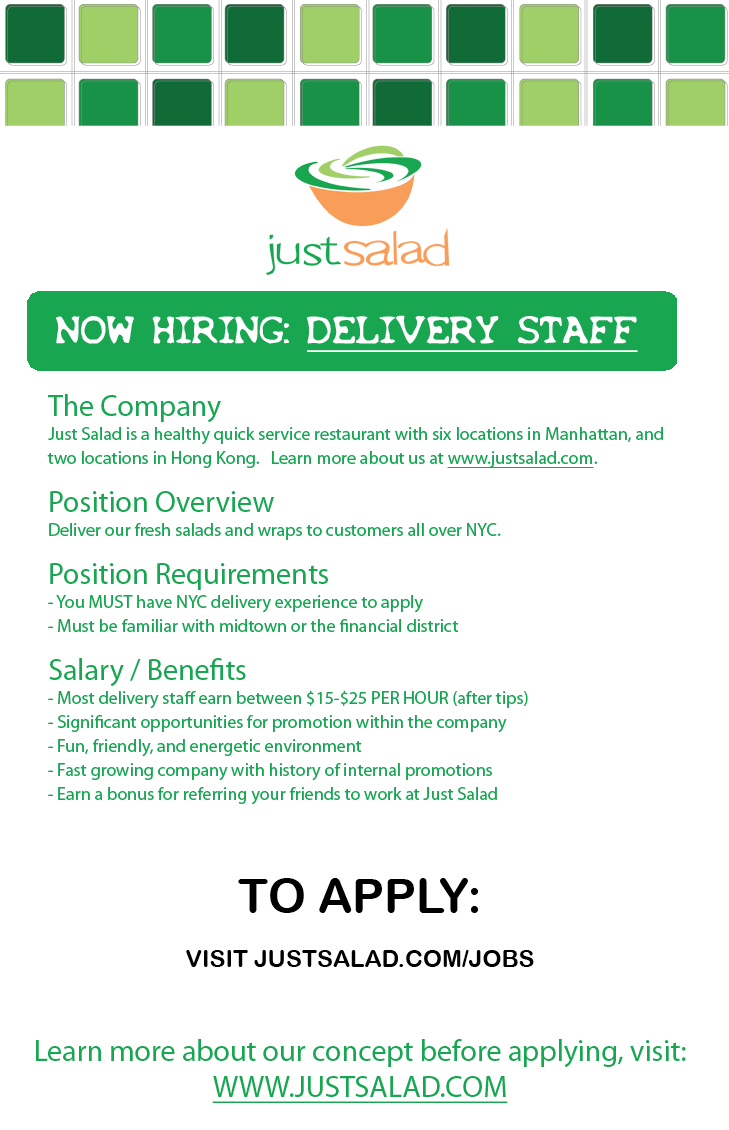 just salad
NOW HIRING: DELIVERY STAFF
The Company
Just Salad is a healthy quick service restaurant with six locations in Manhattan, and
two locations in Hong Kong.   Learn more about us at www.justsalad.com.
Position Overview
Deliver our fresh salads and wraps to customers all over NYC.
Position Requirements
- You MUST have NYC delivery experience to apply
- Must be familiar with midtown or the financial district
Salary / Benefits
- Most delivery staff earn between $15-$25 PER HOUR (after tips)
- Significant opportunities for promotion within the company
- Fun, friendly, and energetic environment
- Fast growing company with history of internal promotions
- Earn a bonus for referring your friends to work at Just Salad
TO APPLY:
VISIT JUSTSALAD.COM/JOBS
Learn more about our concept before applying, visit:
WWW.JUSTSALAD.COM